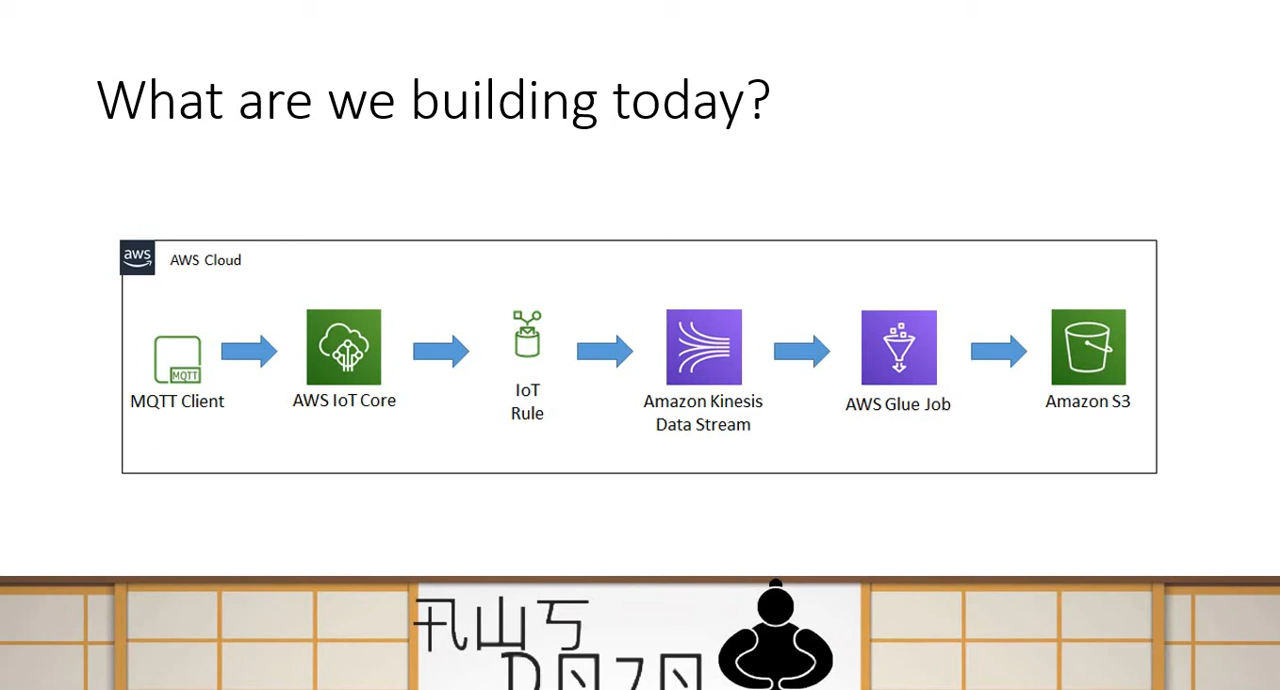 What are we building today?
aws
AWS Cloud
MQTT
MQTT Client
AWS IoT Core
IoT
Rule
Amazon Kinesis
Data Stream
AWS Glue Job
Amazon S3